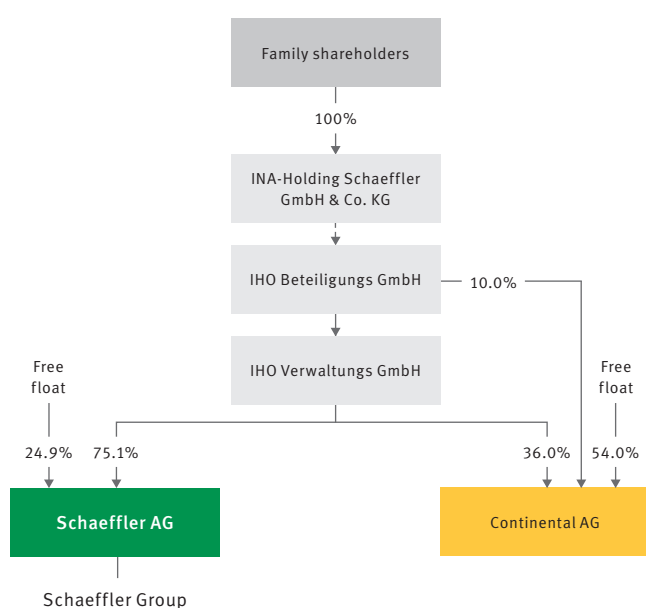 Family shareholders
100%
INA-Holding Schaeffler
GmbH & Co. KG
IHO Beteiligungs GmbH
10.0%
IHO Verwaltungs GmbH
Free
float
Free
float
24.9%
75.1%
36.0%
54.0%
Schaeffler AG
Continental AG
Schaeffler Group